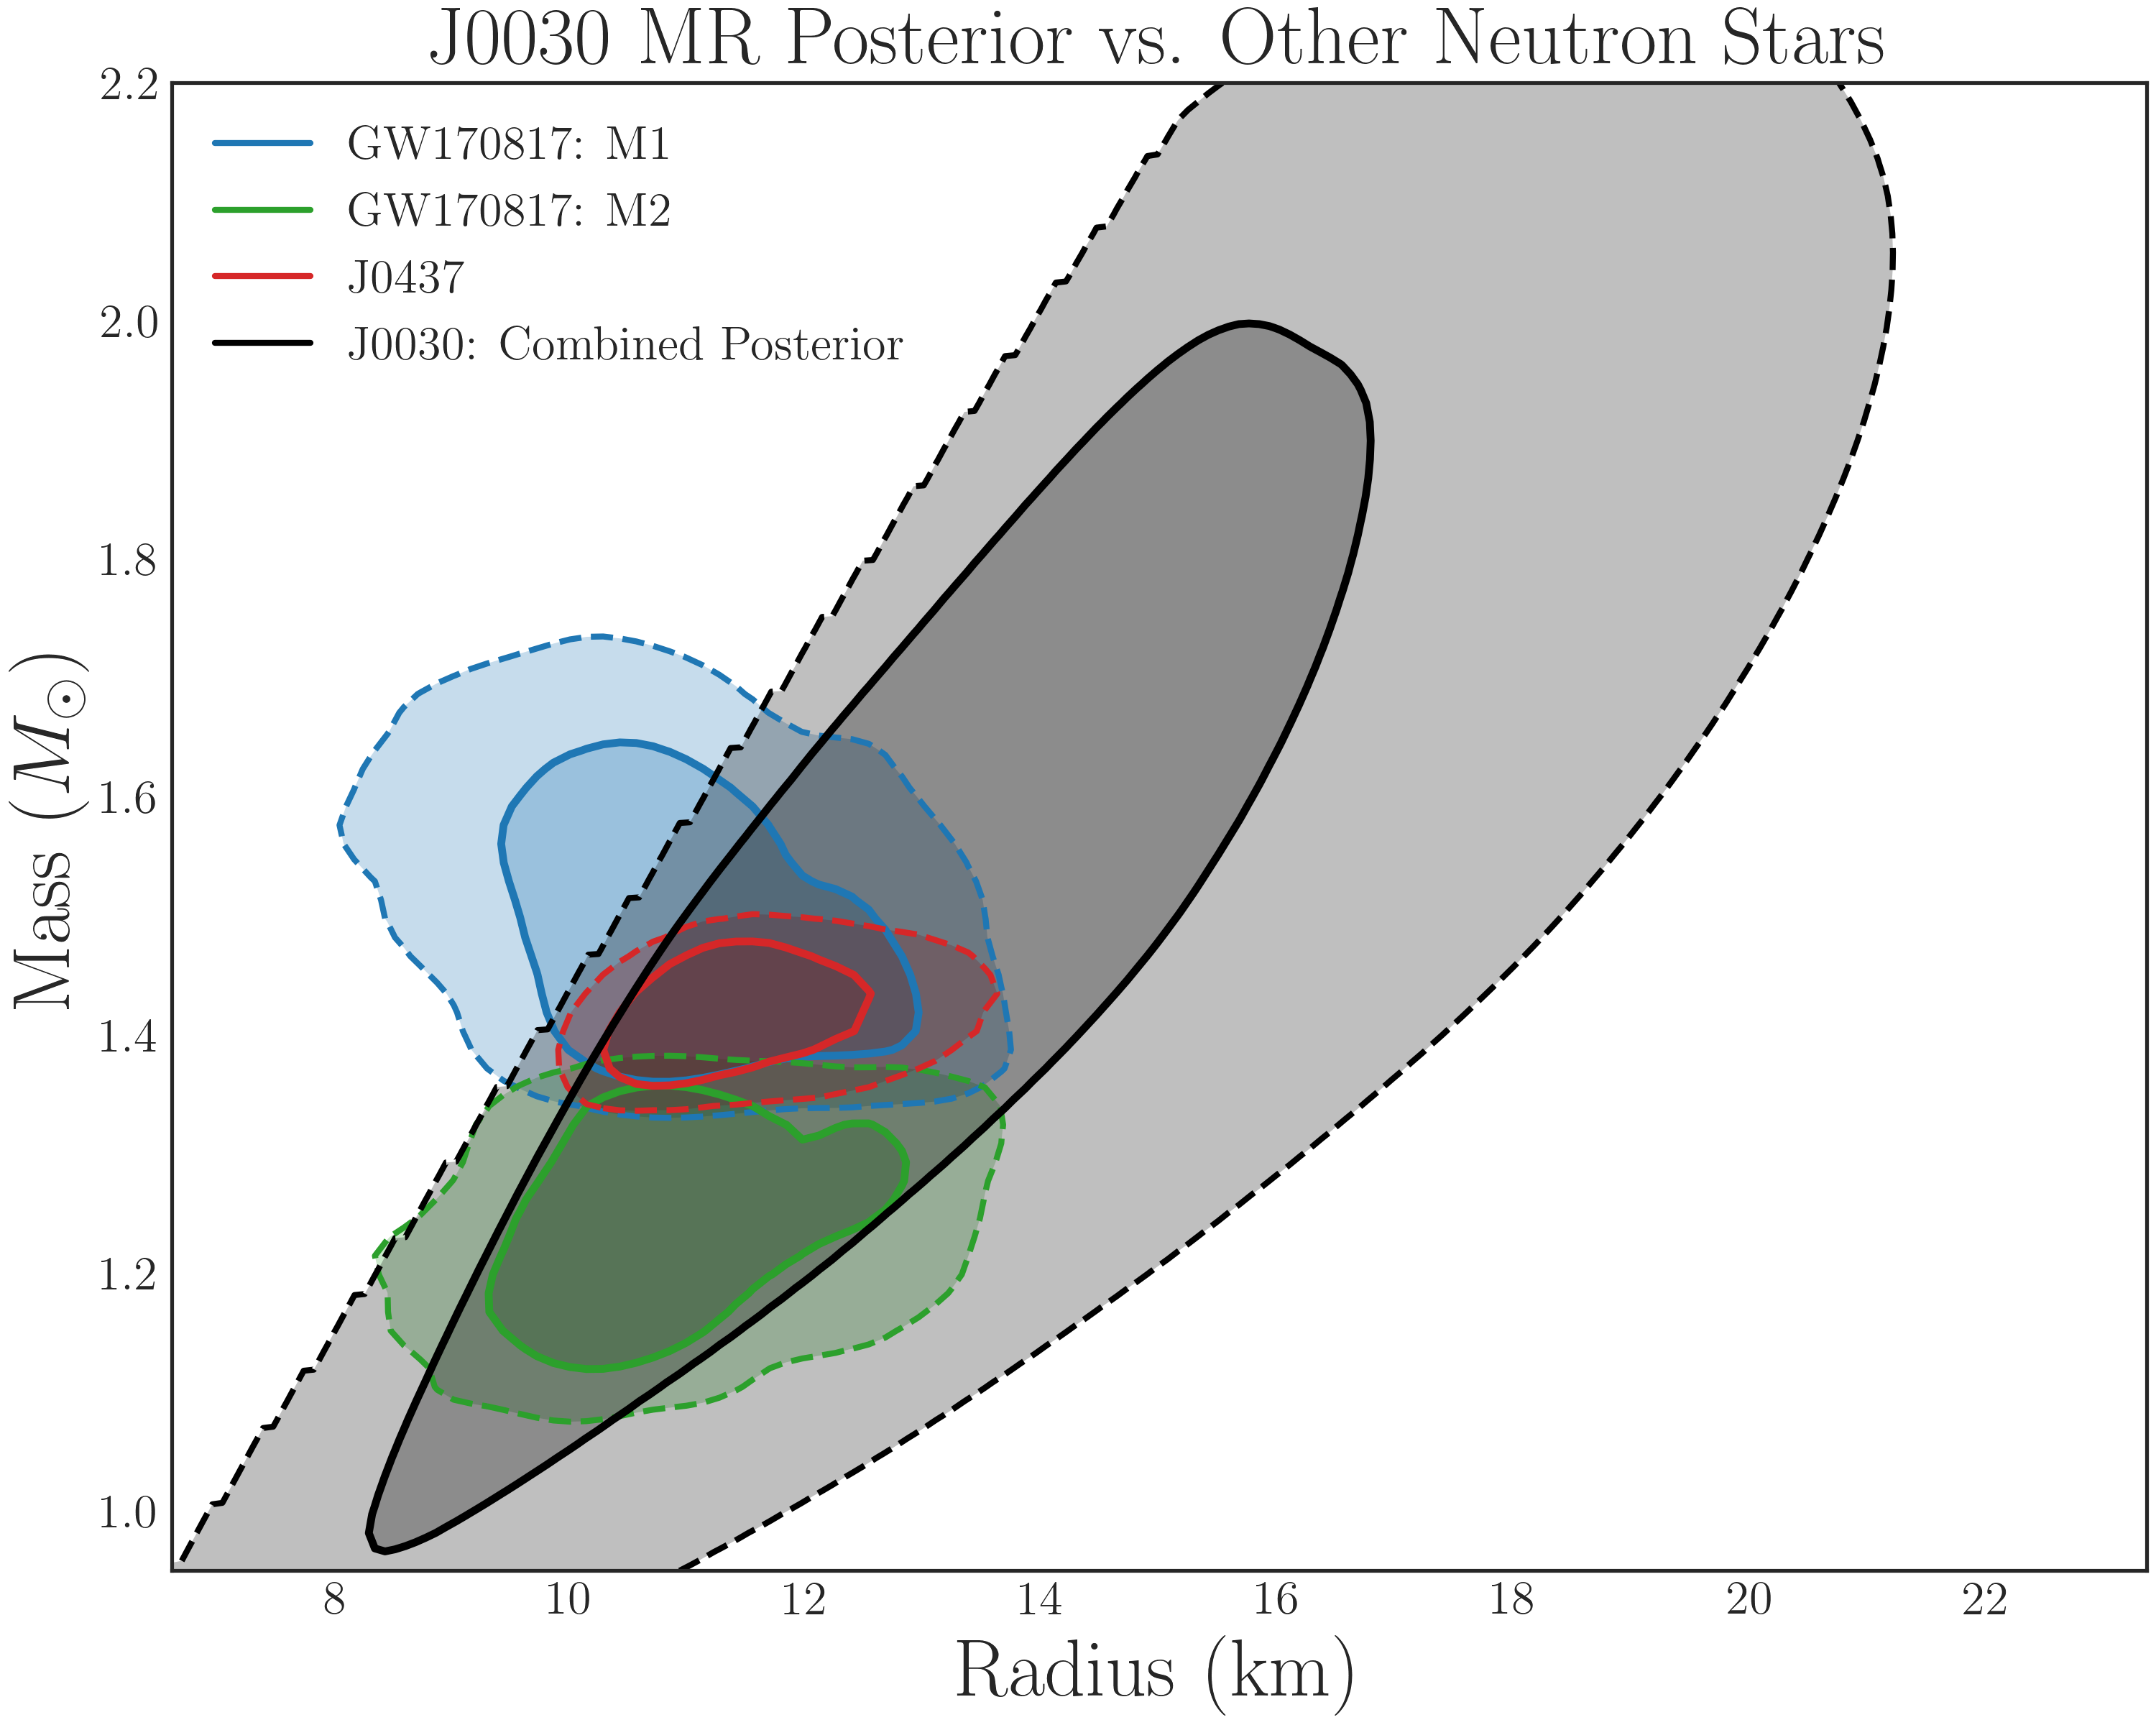 J0030 MR Posterior vs. Other Neutron Stars
GW170817: M1
GW170817: M2
J0437
J0030: Combined Posterior
2.2
2.0
1.8
1.6
1.4
1.2
1.0
Mass (M⊙)
8 10 12 14 16 18 20 22
Radius (km)